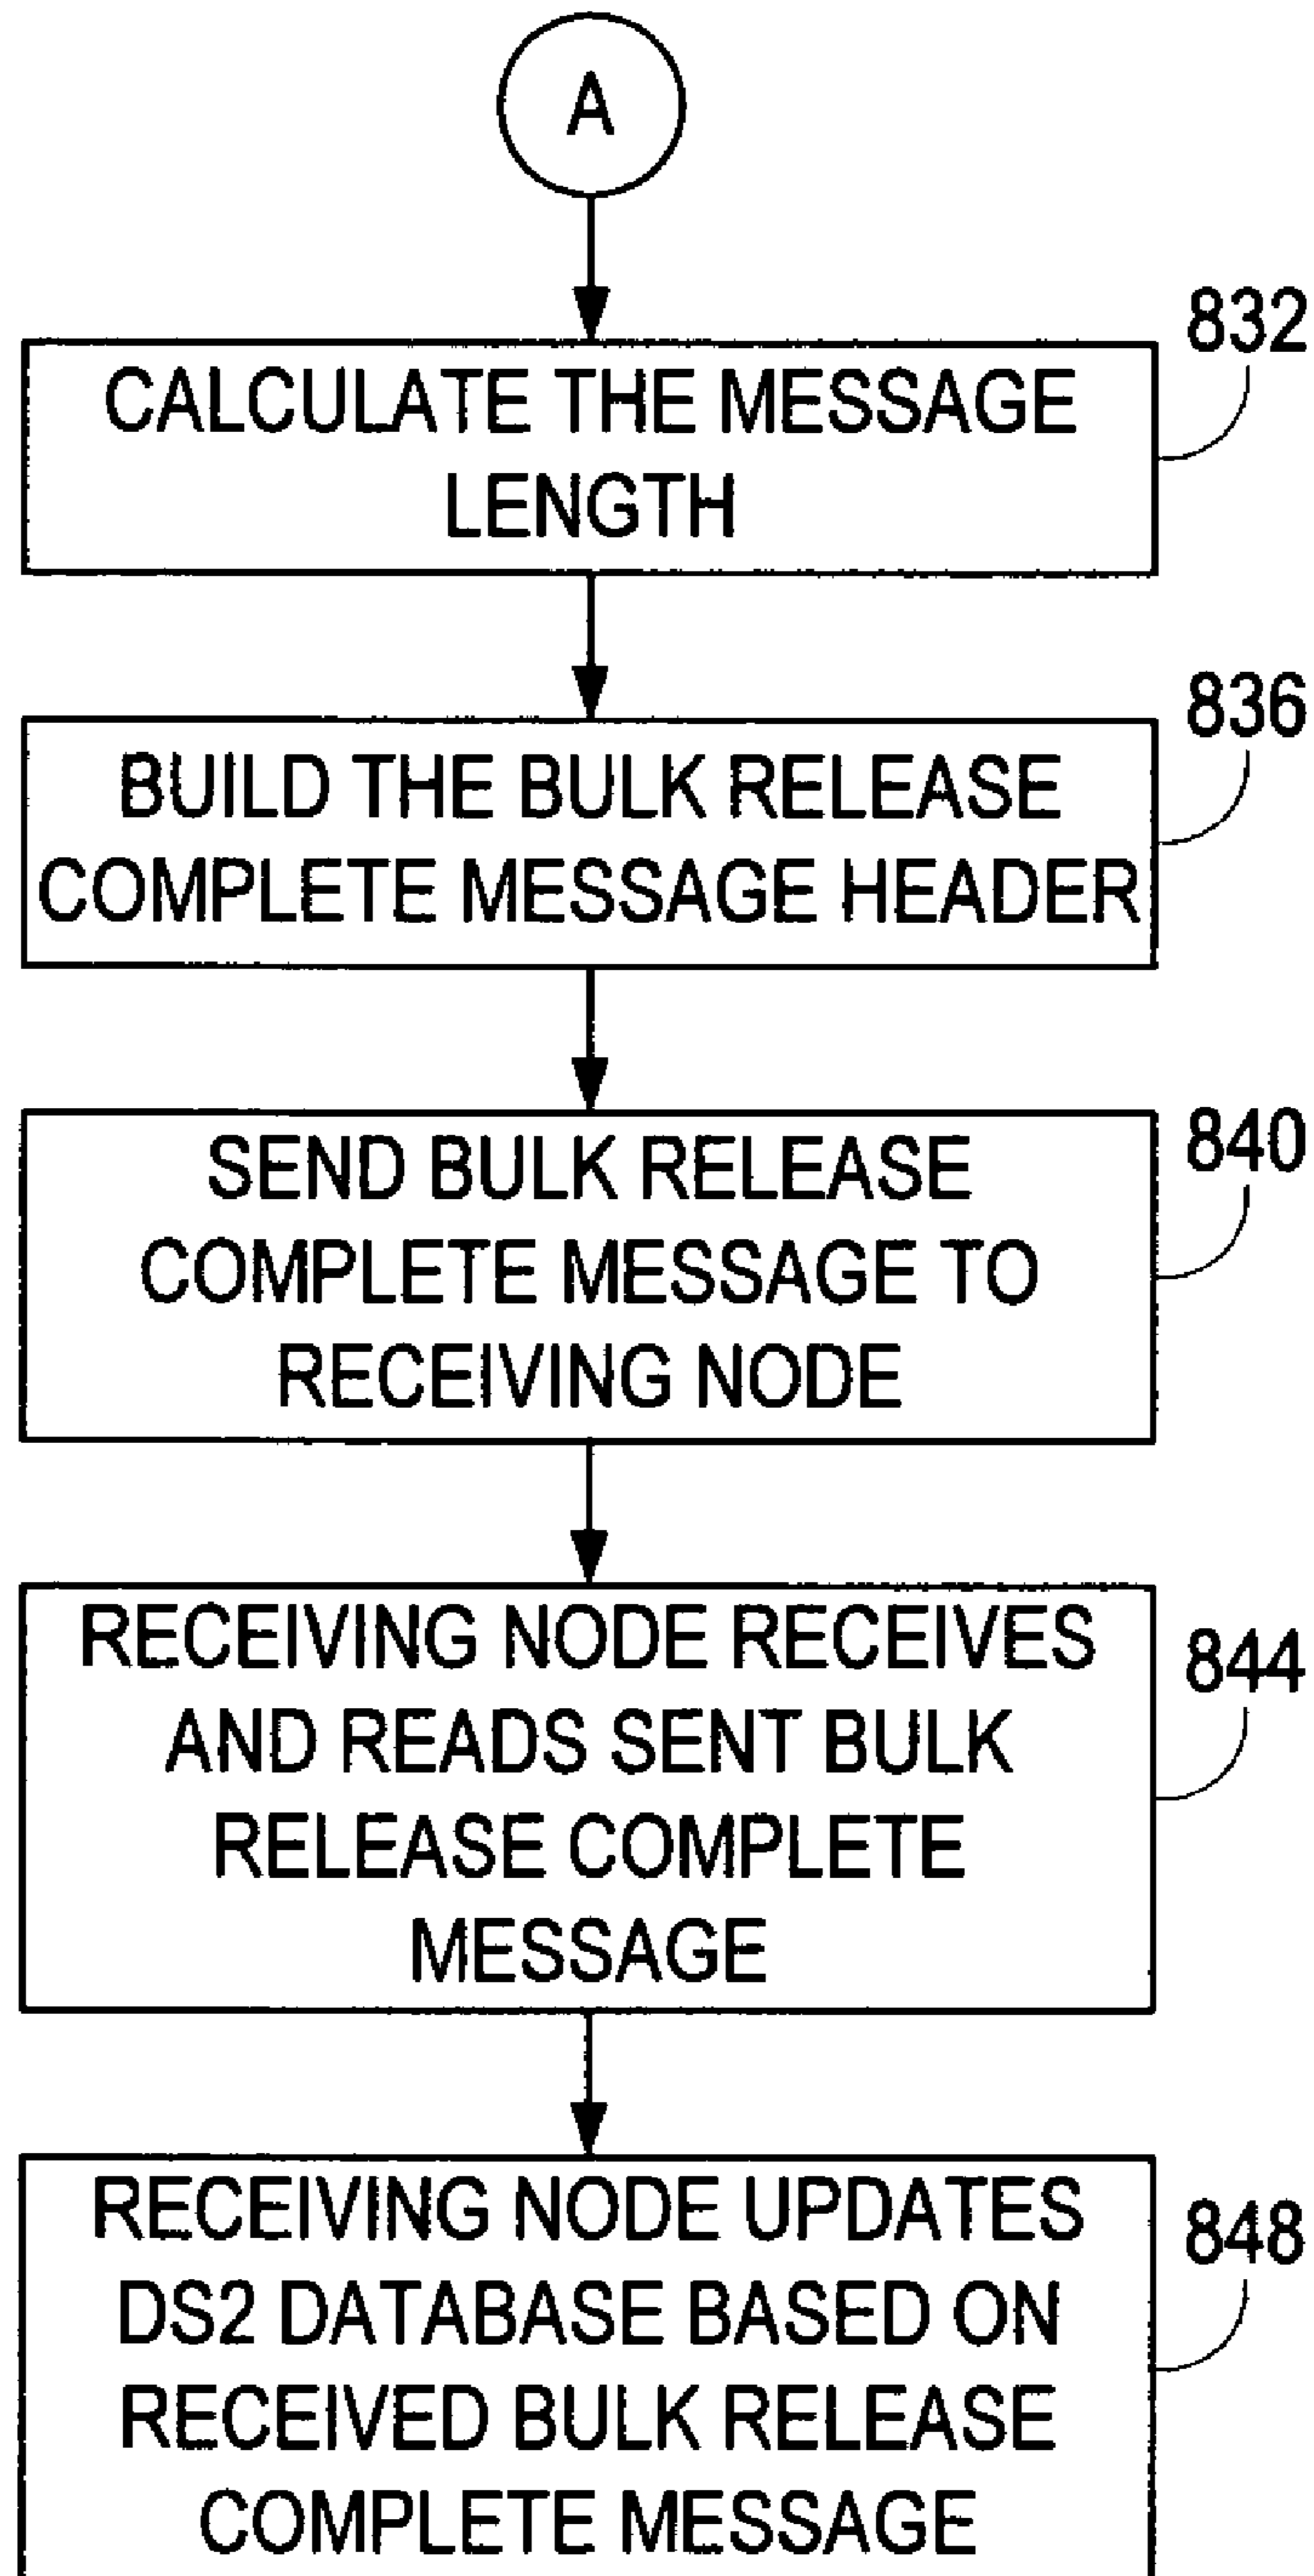 A
832
CALCULATE THE MESSAGE
LENGTH
836
BUILD THE BULK RELEASE
COMPLETE MESSAGE HEADER
840
SEND BULK RELEASE
COMPLETE MESSAGE TO
RECEIVING NODE
844
RECEIVING NODE RECEIVES
AND READS SENT BULK
RELEASE COMPLETE
MESSAGE
848
RECEIVING NODE UPDATES
DS2 DATABASE BASED ON
RECEIVED BULK RELEASE
COMPLETE MESSAGE